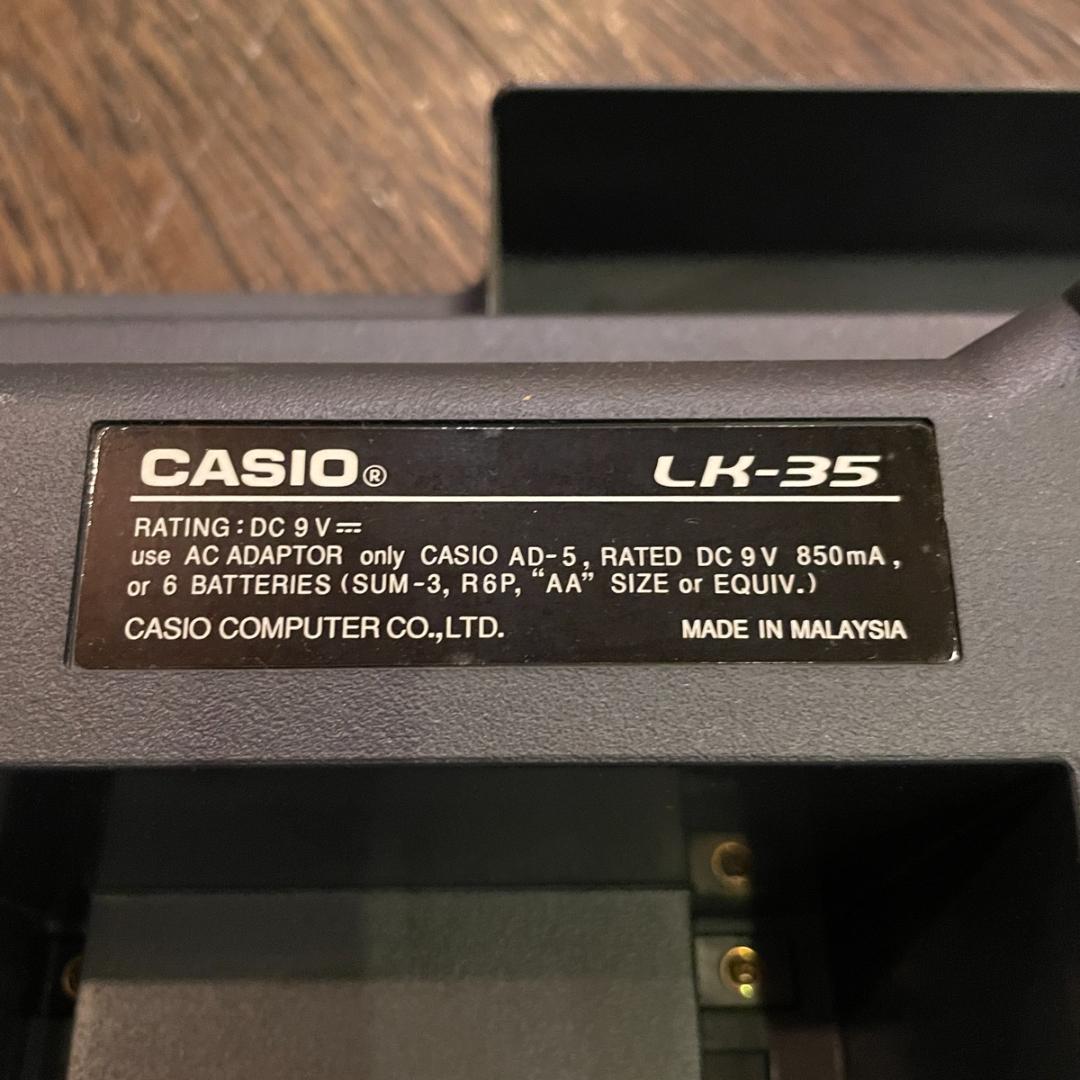 CASIO® LK-35
RATING : DC 9 V ⎓
use AC ADAPTOR only CASIO AD-5, RATED DC 9 V 850mA,
or 6 BATTERIES (SUM-3, R6P, “AA” SIZE or EQUIV.)
CASIO COMPUTER CO.,LTD. MADE IN MALAYSIA